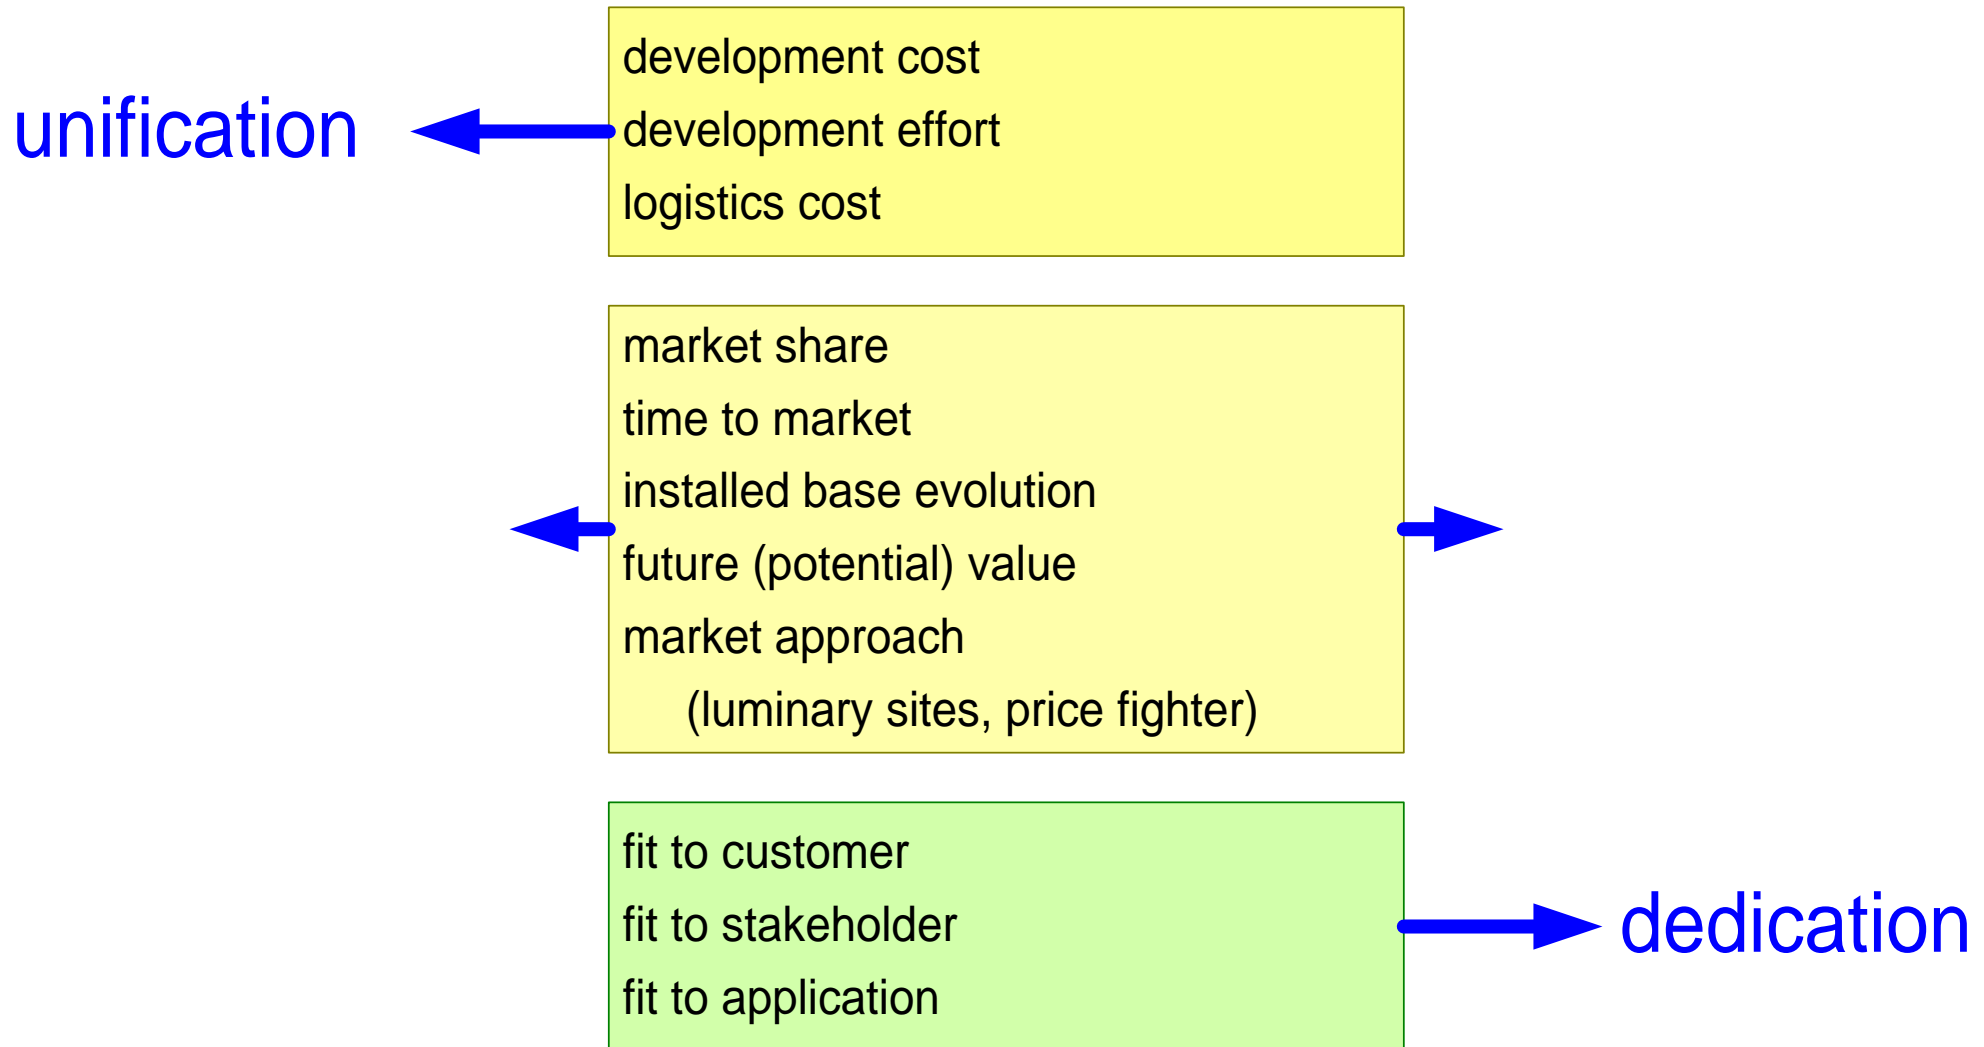 development cost
unification
development effort
logistics cost
market share
time to market
installed base evolution
future (potential) value
market approach
(luminary sites, price fighter)
fit to customer
fit to stakeholder
dedication
fit to application